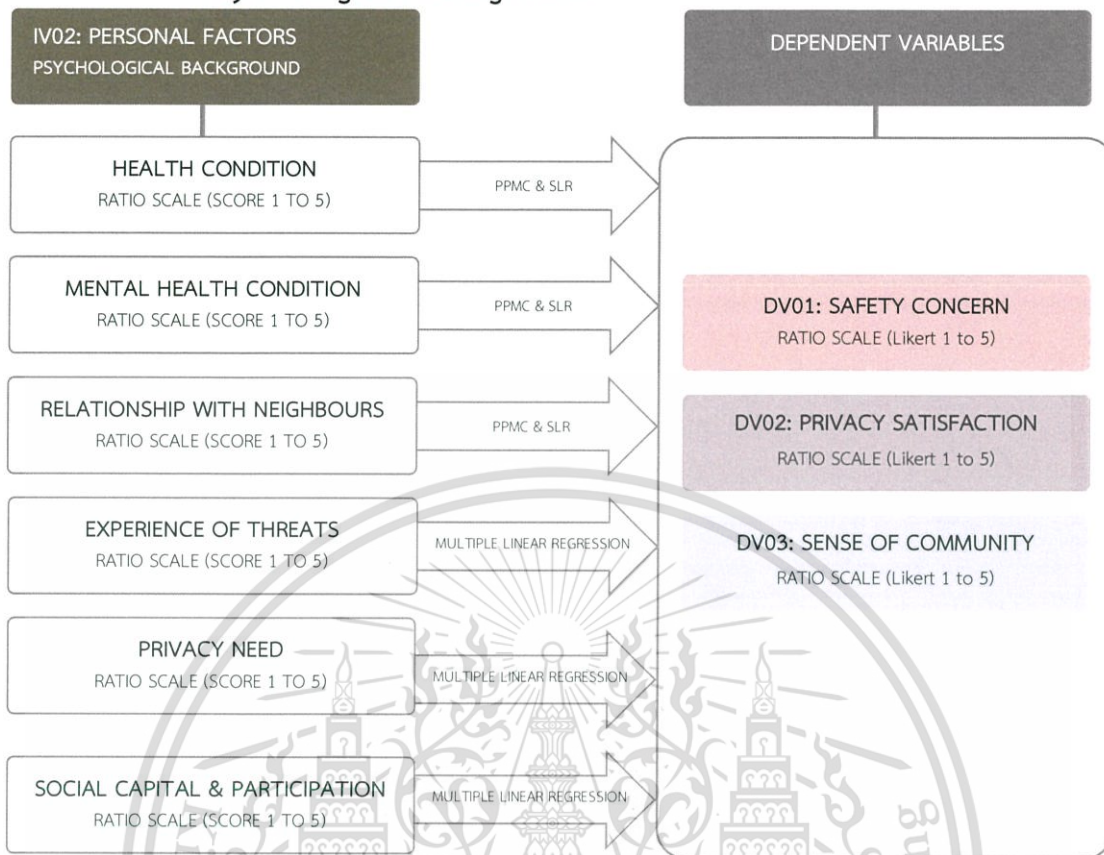 IV02: PERSONAL FACTORS
PSYCHOLOGICAL BACKGROUND
DEPENDENT VARIABLES
HEALTH CONDITION
RATIO SCALE (SCORE 1 TO 5)
PPMC & SLR
MENTAL HEALTH CONDITION
RATIO SCALE (SCORE 1 TO 5)
PPMC & SLR
RELATIONSHIP WITH NEIGHBOURS
RATIO SCALE (SCORE 1 TO 5)
PPMC & SLR
EXPERIENCE OF THREATS
RATIO SCALE (SCORE 1 TO 5)
MULTIPLE LINEAR REGRESSION
PRIVACY NEED
RATIO SCALE (SCORE 1 TO 5)
MULTIPLE LINEAR REGRESSION
SOCIAL CAPITAL & PARTICIPATION
RATIO SCALE (SCORE 1 TO 5)
MULTIPLE LINEAR REGRESSION
DV01: SAFETY CONCERN
RATIO SCALE (Likert 1 to 5)
DV02: PRIVACY SATISFACTION
RATIO SCALE (Likert 1 to 5)
DV03: SENSE OF COMMUNITY
RATIO SCALE (Likert 1 to 5)